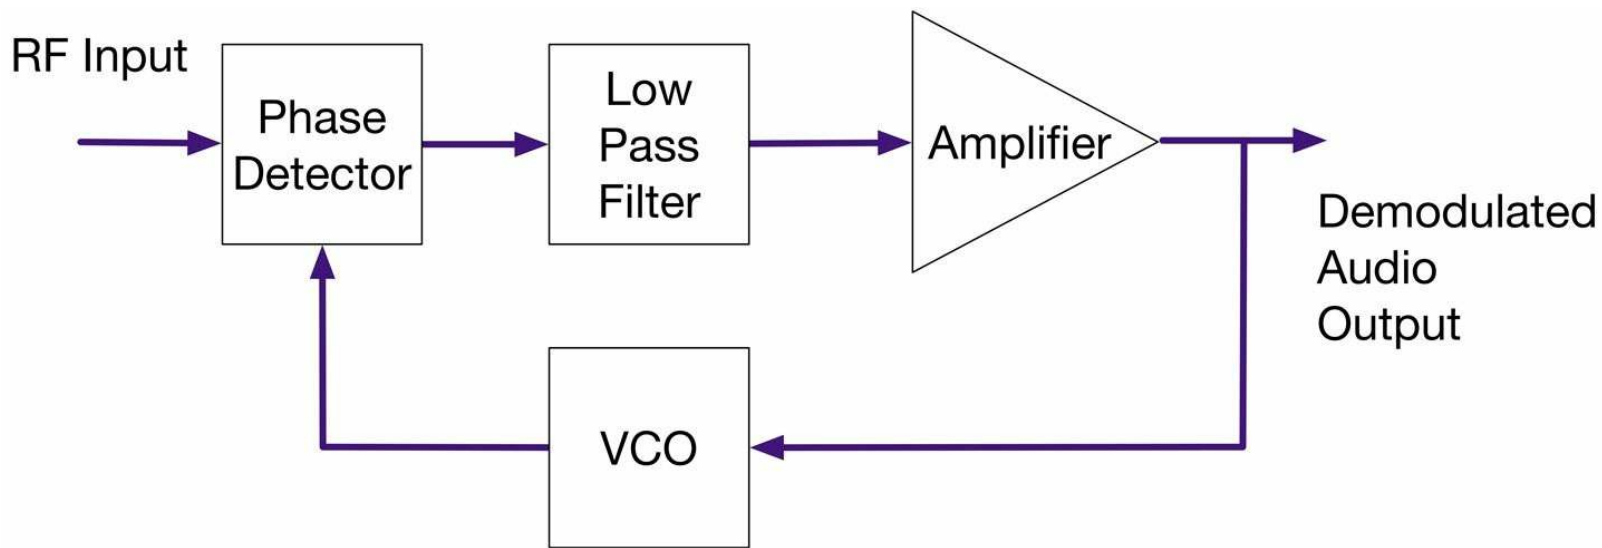 RF Input
Phase
Detector
Low
Pass
Filter
Amplifier
Demodulated
Audio
Output
VCO